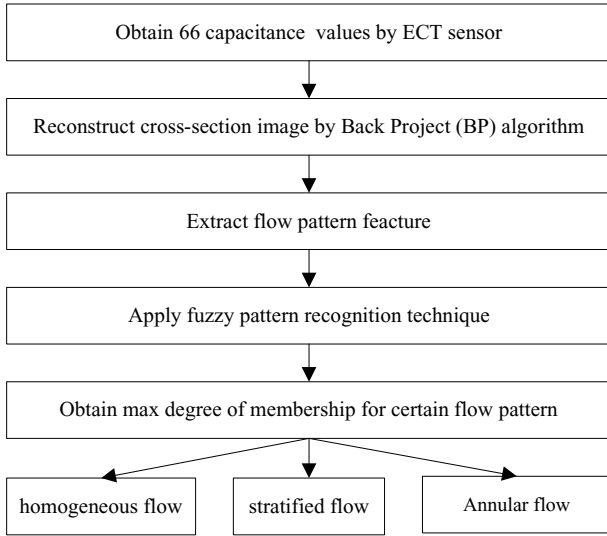 Obtain 66 capacitance values by ECT sensor
Reconstruct cross-section image by Back Project (BP) algorithm
Extract flow pattern feacture
Apply fuzzy pattern recognition technique
Obtain max degree of membership for certain flow pattern
homogeneous flow
stratified flow
Annular flow